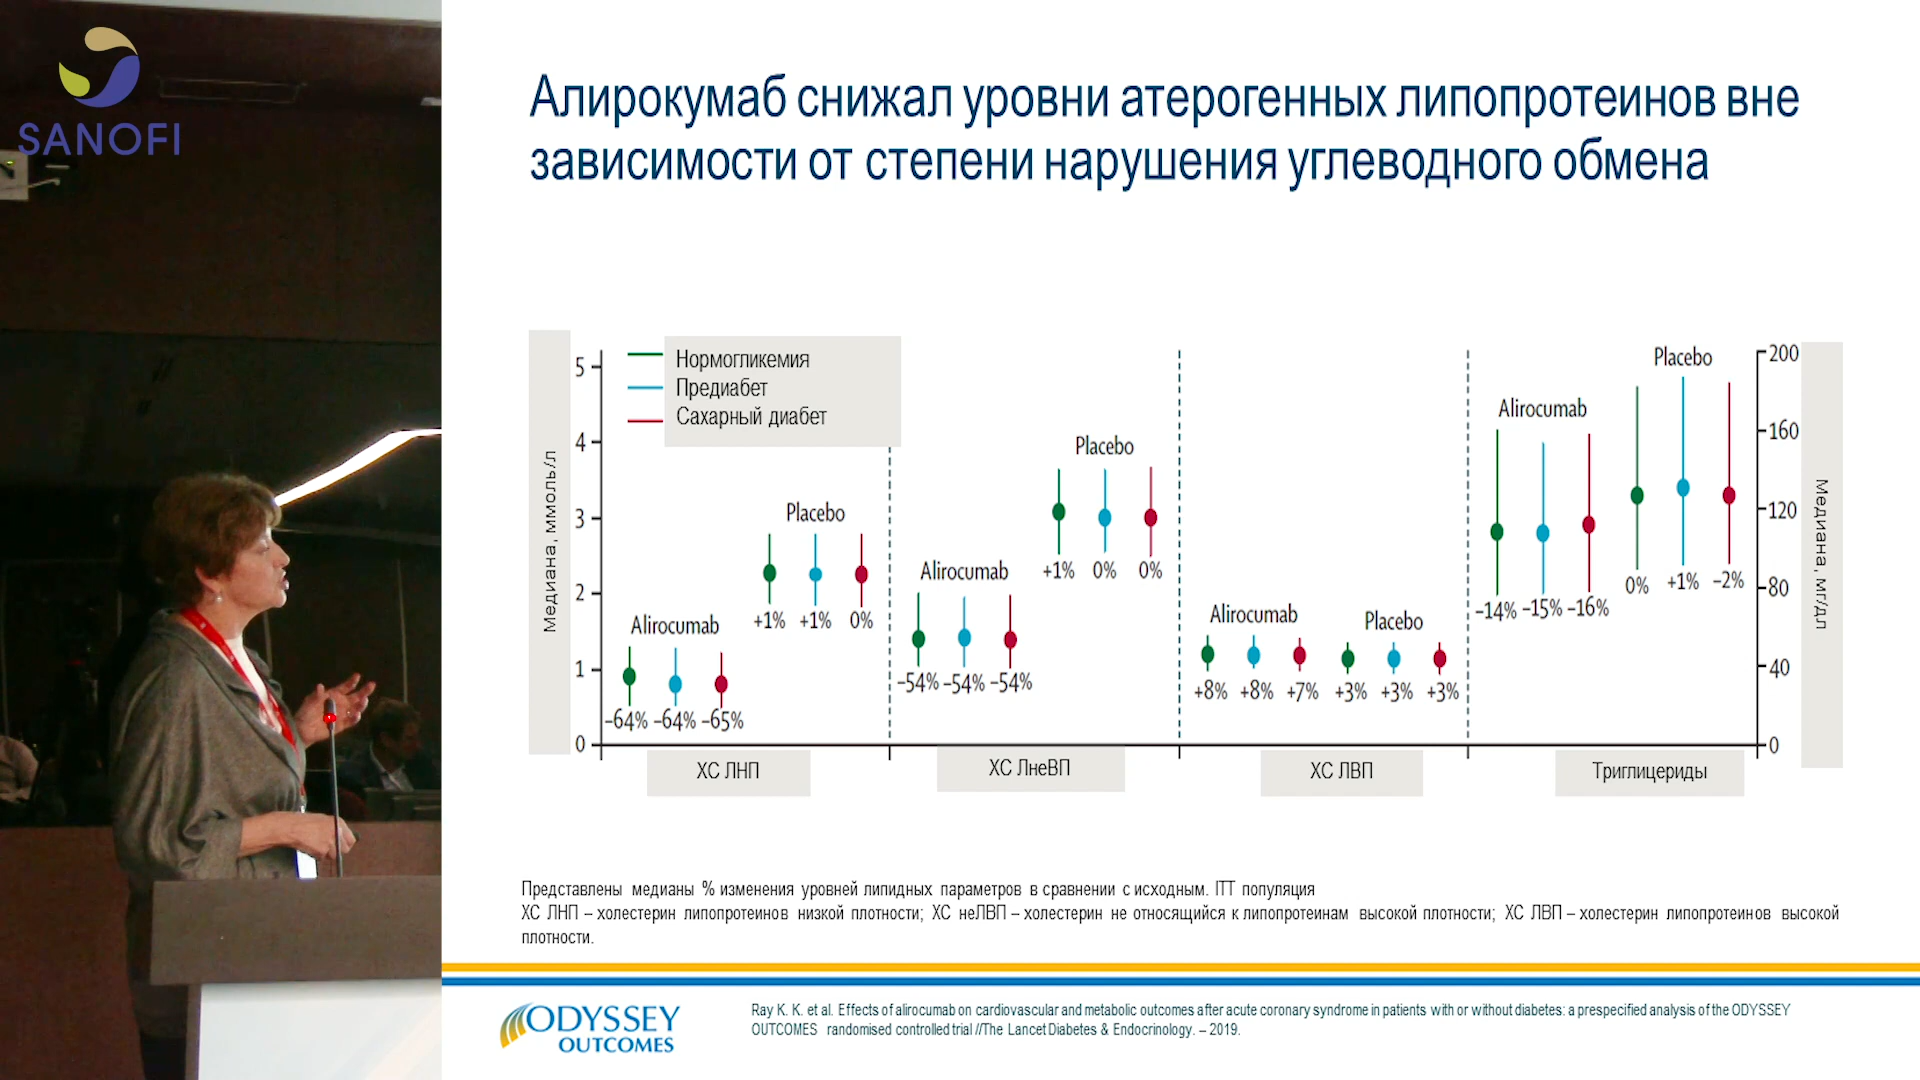 SANOFI
Алирокумаб снижал уровни атерогенных липопротеинов вне
зависимости от степени нарушения углеводного обмена
Медиана, ммоль/л
5
4
3
2
1
0
Нормогликемия
Предиабет
Сахарный диабет
Alirocumab
−64% −64% −65%
Placebo
+1% +1% 0%
ХС ЛНП
Alirocumab
−54% −54% −54%
Placebo
+1% 0% 0%
ХС ЛнеВП
Alirocumab
+8% +8% +7%
Placebo
+3% +3% +3%
ХС ЛВП
Alirocumab
−14% −15% −16%
Placebo
0% +1% −2%
Триглицериды
200
160
120
80
40
0
Медиана, мг/дл
Представлены медианы % изменения уровней липидных параметров в сравнении с исходным. ITT популяция
ХС ЛНП – холестерин липопротеинов низкой плотности; ХС неЛВП – холестерин не относящийся к липопротеинам высокой плотности; ХС ЛВП – холестерин липопротеинов высокой
плотности.
ODYSSEY
OUTCOMES
Ray K. K. et al. Effects of alirocumab on cardiovascular and metabolic outcomes after acute coronary syndrome in patients with or without diabetes: a prespecified analysis of the ODYSSEY
OUTCOMES randomised controlled trial //The Lancet Diabetes & Endocrinology. – 2019.